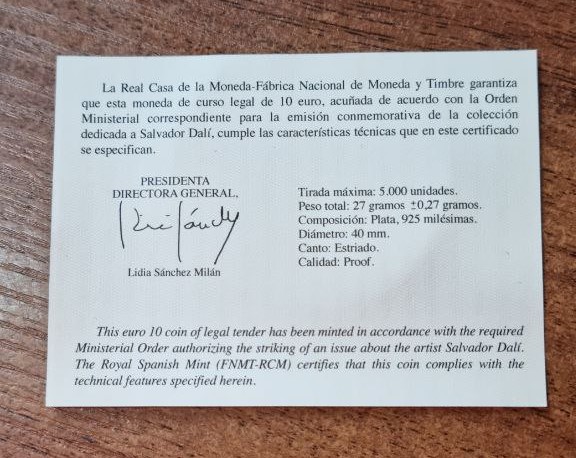 La Real Casa de la Moneda-Fábrica Nacional de Moneda y Timbre garantiza
que esta moneda de curso legal de 10 euro, acuñada de acuerdo con la Orden
Ministerial correspondiente para la emisión conmemorativa de la colección
dedicada a Salvador Dalí, cumple las características técnicas que en este certificado
se especifican.
PRESIDENTA
DIRECTORA GENERAL,
Lidia Sánchez Milán
Tirada máxima: 5.000 unidades.
Peso total: 27 gramos ±0,27 gramos.
Composición: Plata, 925 milésimas.
Diámetro: 40 mm.
Canto: Estriado.
Calidad: Proof.
This euro 10 coin of legal tender has been minted in accordance with the required
Ministerial Order authorizing the striking of an issue about the artist Salvador Dalí.
The Royal Spanish Mint (FNMT-RCM) certifies that this coin complies with the
technical features specified herein.